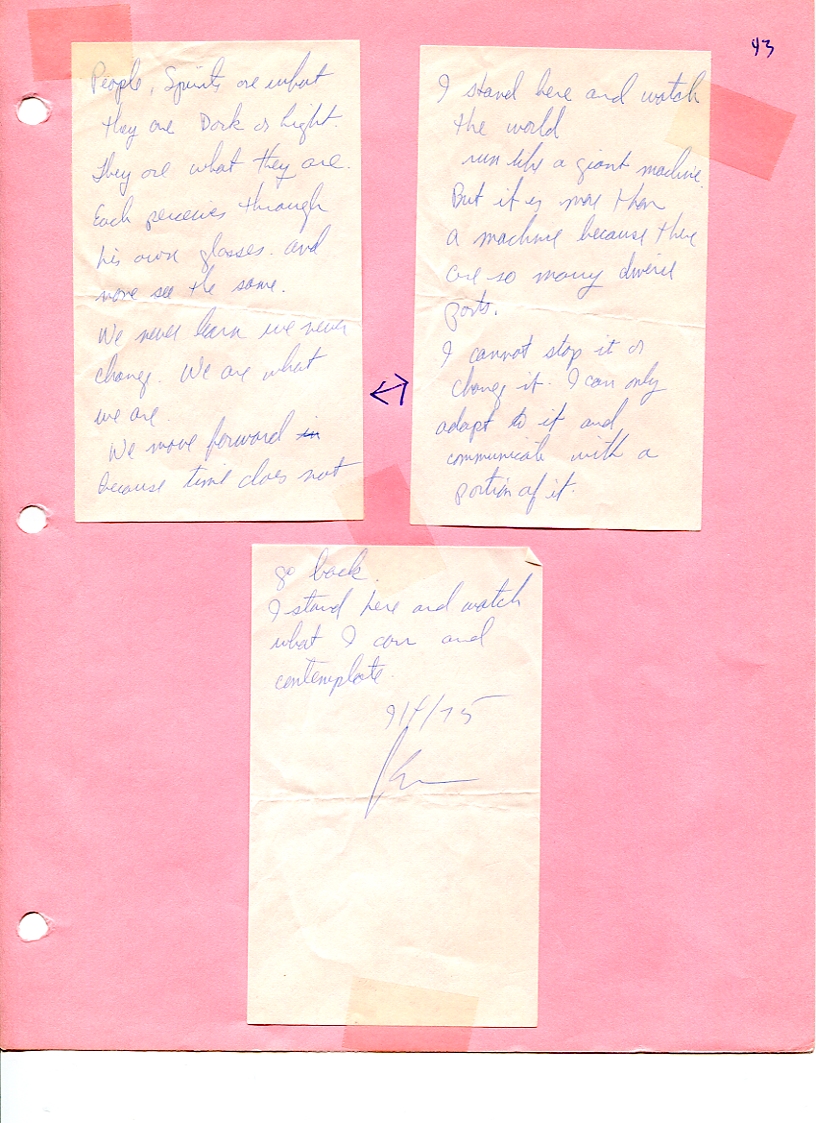 43
People, Spirits are what
they are Dark or Light.
They are what they are.
Each perceives through
his own glasses. and
none see the same.
We never learn we never
change. We are what
we are.
We move forward in
because time does not
↔
I stand here and watch
the world
run like a giant machine.
But it is more than
a machine because there
are so many diverse
parts.
I cannot stop it or
change it. I can only
adapt to it and
communicate with a
portion of it.
go back.
I stand here and watch
what I can and
contemplate.
9/4/75